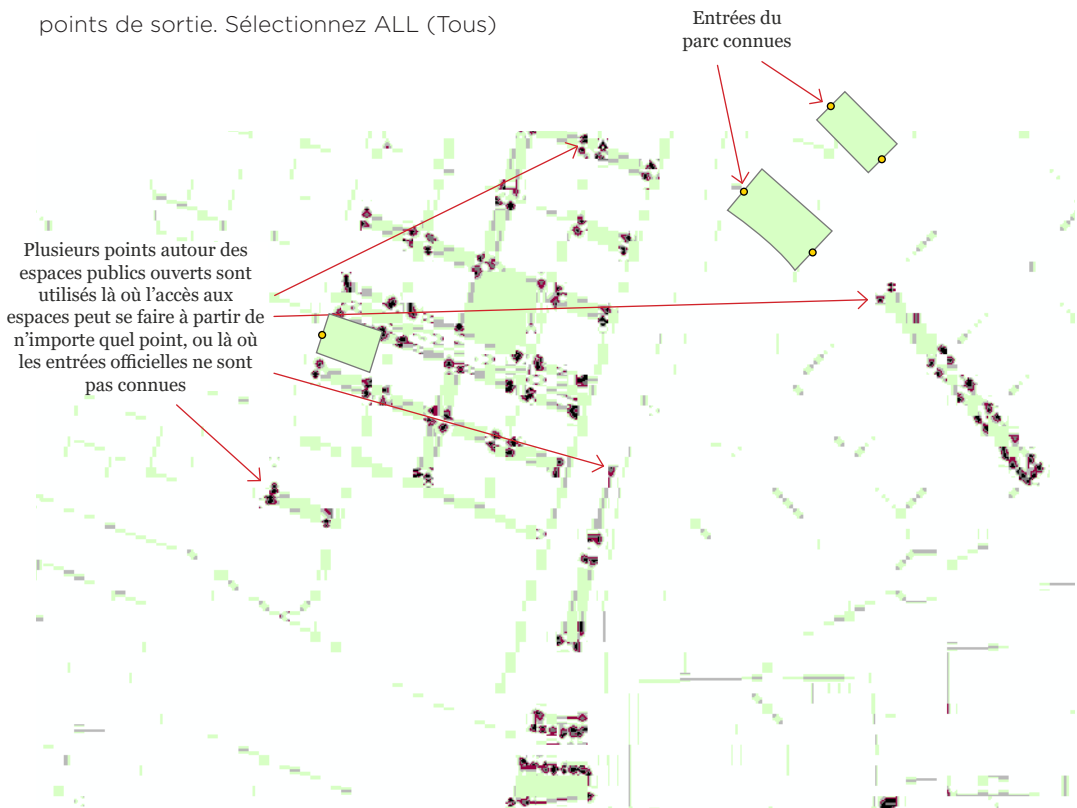 points de sortie. Sélectionnez ALL (Tous)
Entrées du
parc connues
Plusieurs points autour des
espaces publics ouverts sont
utilisés là où l’accès aux
espaces peut se faire à partir de
n’importe quel point, ou là où
les entrées officielles ne sont
pas connues